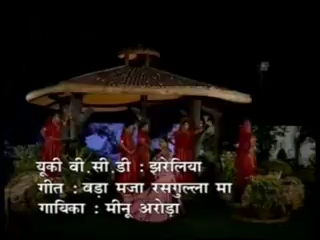 यूकी वी.सी.डी : झरेलिया
गीत : वड़ा मजा रसगुल्ला मा
गायिका : मीनू अरोड़ा